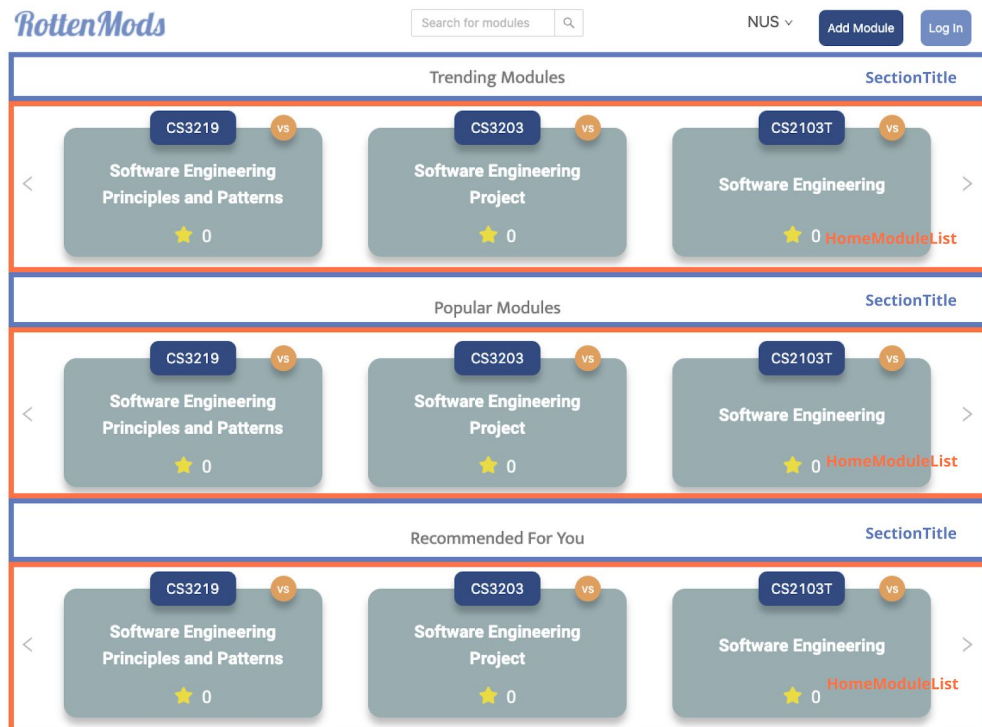 RottenMods
Search for modules
NUS
Add Module
Log In
Trending Modules
SectionTitle
CS3219
vs
CS3203
vs
CS2103T
vs
Software Engineering
Principles and Patterns
Software Engineering
Project
Software Engineering
0
0
0
HomeModuleList
Popular Modules
SectionTitle
CS3219
vs
CS3203
vs
CS2103T
vs
Software Engineering
Principles and Patterns
Software Engineering
Project
Software Engineering
0
0
0
HomeModuleList
Recommended For You
SectionTitle
CS3219
vs
CS3203
vs
CS2103T
vs
Software Engineering
Principles and Patterns
Software Engineering
Project
Software Engineering
0
0
0
HomeModuleList